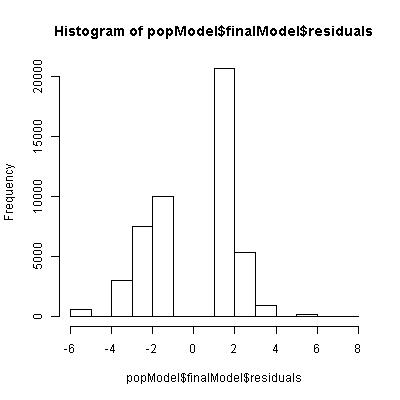 Histogram of popModel$finalModel$residuals
Frequency
20000
15000
10000
5000
0
-6 -4 -2 0 2 4 6 8
popModel$finalModel$residuals